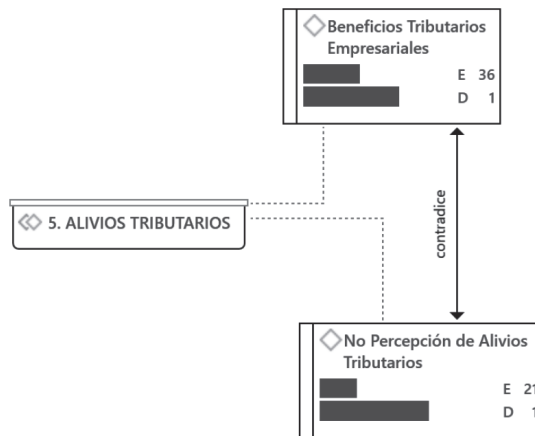 Beneficios Tributarios
Empresariales
E 36
D 1
5. ALIVIOS TRIBUTARIOS
contradice
No Percepción de Alivios
Tributarios
E 21
D 1